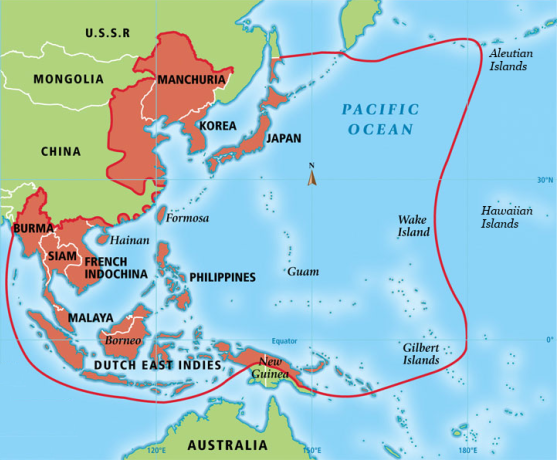 U.S.S.R
Aleutian
Islands
MONGOLIA
MANCHURIA
PACIFIC
OCEAN
KOREA
JAPAN
CHINA
N
30°N
Formosa
Wake
Island
Hawaiian
Islands
BURMA
Hainan
SIAM
FRENCH
INDOCHINA
PHILIPPINES
Guam
MALAYA
Borneo
Equator
0°
Gilbert
Islands
DUTCH EAST INDIES
New
Guinea
AUSTRALIA
120°E
150°E
180°E